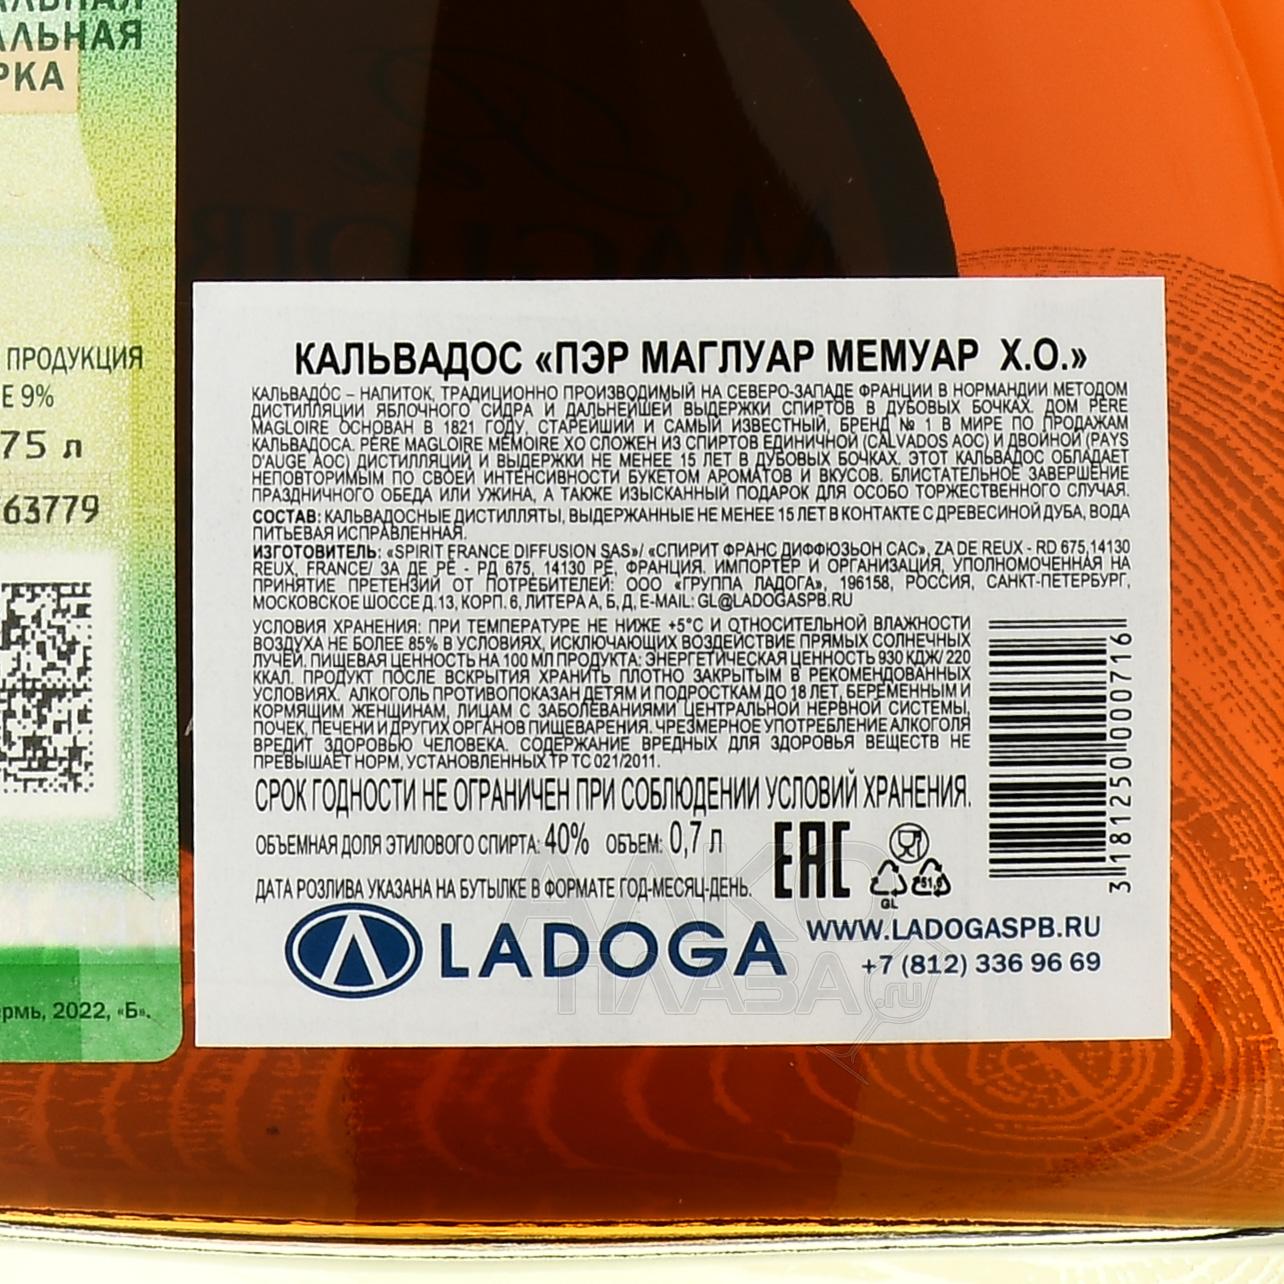 АЛЬНАЯ
РКА
ПРОДУКЦИЯ
Е 9%
75 л
63779
рмь, 2022, «Б».
КАЛЬВАДОС «ПЭР МАГЛУАР МЕМУАР Х.О.»
КАЛЬВАДО́С – НАПИТОК, ТРАДИЦИОННО ПРОИЗВОДИМЫЙ НА СЕВЕРО-ЗАПАДЕ ФРАНЦИИ В НОРМАНДИИ МЕТОДОМ
ДИСТИЛЛЯЦИИ ЯБЛОЧНОГО СИДРА И ДАЛЬНЕЙШЕЙ ВЫДЕРЖКИ СПИРТОВ В ДУБОВЫХ БОЧКАХ. ДОМ PÈRE
MAGLOIRE ОСНОВАН В 1821 ГОДУ, СТАРЕЙШИЙ И САМЫЙ ИЗВЕСТНЫЙ, БРЕНД № 1 В МИРЕ ПО ПРОДАЖАМ
КАЛЬВАДОСА. PÈRE MAGLOIRE MÉMOIRE XO СЛОЖЕН ИЗ СПИРТОВ ЕДИНИЧНОЙ (CALVADOS AOC) И ДВОЙНОЙ (PAYS
D'AUGE AOC) ДИСТИЛЛЯЦИЙ И ВЫДЕРЖКИ НЕ МЕНЕЕ 15 ЛЕТ В ДУБОВЫХ БОЧКАХ. ЭТОТ КАЛЬВАДОС ОБЛАДАЕТ
НЕПОВТОРИМЫМ ПО СВОЕЙ ИНТЕНСИВНОСТИ БУКЕТОМ АРОМАТОВ И ВКУСОВ. БЛИСТАТЕЛЬНОЕ ЗАВЕРШЕНИЕ
ПРАЗДНИЧНОГО ОБЕДА ИЛИ УЖИНА, А ТАКЖЕ ИЗЫСКАННЫЙ ПОДАРОК ДЛЯ ОСОБО ТОРЖЕСТВЕННОГО СЛУЧАЯ.
СОСТАВ: КАЛЬВАДОСНЫЕ ДИСТИЛЛЯТЫ, ВЫДЕРЖАННЫЕ НЕ МЕНЕЕ 15 ЛЕТ В КОНТАКТЕ С ДРЕВЕСИНОЙ ДУБА, ВОДА
ПИТЬЕВАЯ ИСПРАВЛЕННАЯ.
ИЗГОТОВИТЕЛЬ: «SPIRIT FRANCE DIFFUSION SAS»/ «СПИРИТ ФРАНС ДИФФЮЗЬОН САС», ZA DE REUX - RD 675,14130
REUX, FRANCE/ ЗА ДЕ РЁ - РД 675, 14130 РЁ, ФРАНЦИЯ. ИМПОРТЕР И ОРГАНИЗАЦИЯ, УПОЛНОМОЧЕННАЯ НА
ПРИНЯТИЕ ПРЕТЕНЗИЙ ОТ ПОТРЕБИТЕЛЕЙ: ООО «ГРУППА ЛАДОГА», 196158, РОССИЯ, САНКТ-ПЕТЕРБУРГ,
МОСКОВСКОЕ ШОССЕ Д.13, КОРП. 6, ЛИТЕРА А, Б, Д, E-MAIL: GL@LADOGASPB.RU
УСЛОВИЯ ХРАНЕНИЯ: ПРИ ТЕМПЕРАТУРЕ НЕ НИЖЕ +5°С И ОТНОСИТЕЛЬНОЙ ВЛАЖНОСТИ
ВОЗДУХА НЕ БОЛЕЕ 85% В УСЛОВИЯХ, ИСКЛЮЧАЮЩИХ ВОЗДЕЙСТВИЕ ПРЯМЫХ СОЛНЕЧНЫХ
ЛУЧЕЙ. ПИЩЕВАЯ ЦЕННОСТЬ НА 100 МЛ ПРОДУКТА: ЭНЕРГЕТИЧЕСКАЯ ЦЕННОСТЬ 930 КДЖ/ 220
ККАЛ. ПРОДУКТ ПОСЛЕ ВСКРЫТИЯ ХРАНИТЬ ПЛОТНО ЗАКРЫТЫМ В РЕКОМЕНДОВАННЫХ
УСЛОВИЯХ. АЛКОГОЛЬ ПРОТИВОПОКАЗАН ДЕТЯМ И ПОДРОСТКАМ ДО 18 ЛЕТ, БЕРЕМЕННЫМ И
КОРМЯЩИМ ЖЕНЩИНАМ, ЛИЦАМ С ЗАБОЛЕВАНИЯМИ ЦЕНТРАЛЬНОЙ НЕРВНОЙ СИСТЕМЫ,
ПОЧЕК, ПЕЧЕНИ И ДРУГИХ ОРГАНОВ ПИЩЕВАРЕНИЯ. ЧРЕЗМЕРНОЕ УПОТРЕБЛЕНИЕ АЛКОГОЛЯ
ВРЕДИТ ЗДОРОВЬЮ ЧЕЛОВЕКА. СОДЕРЖАНИЕ ВРЕДНЫХ ДЛЯ ЗДОРОВЬЯ ВЕЩЕСТВ НЕ
ПРЕВЫШАЕТ НОРМ, УСТАНОВЛЕННЫХ ТР ТС 021/2011.
СРОК ГОДНОСТИ НЕ ОГРАНИЧЕН ПРИ СОБЛЮДЕНИИ УСЛОВИЙ ХРАНЕНИЯ.
ОБЪЕМНАЯ ДОЛЯ ЭТИЛОВОГО СПИРТА: 40% ОБЪЕМ: 0,7 л
ДАТА РОЗЛИВА УКАЗАНА НА БУТЫЛКЕ В ФОРМАТЕ ГОД-МЕСЯЦ-ДЕНЬ.
EAC
GL
3 181250 000716
LADOGA
WWW.LADOGASPB.RU
+7 (812) 336 96 69
АЛКО
ПЛАЗА.ru